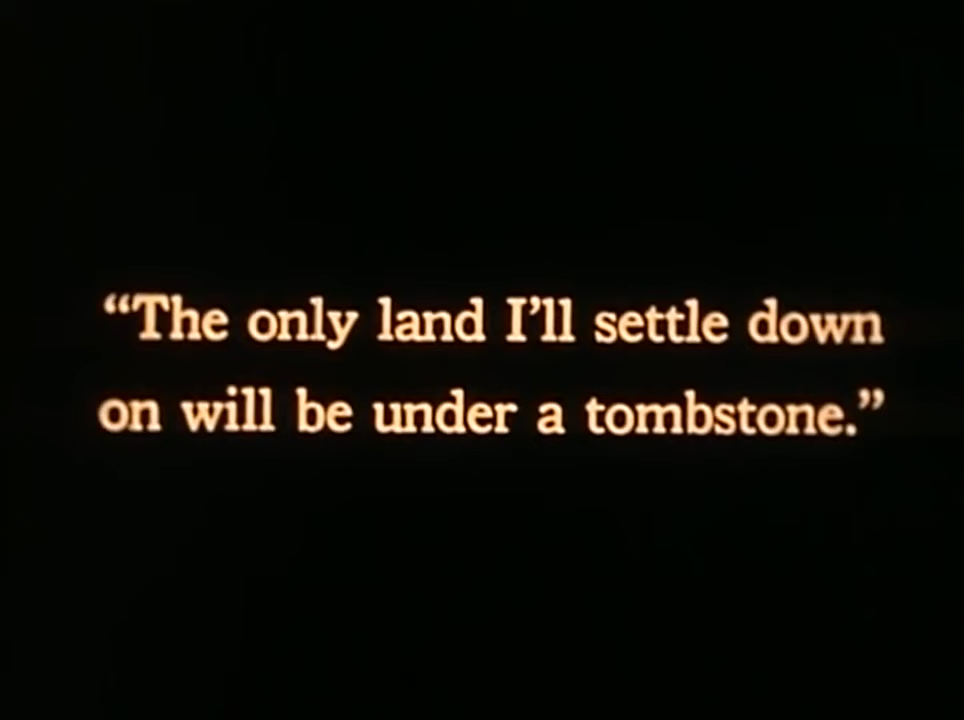 “The only land I’ll settle down
on will be under a tombstone.”